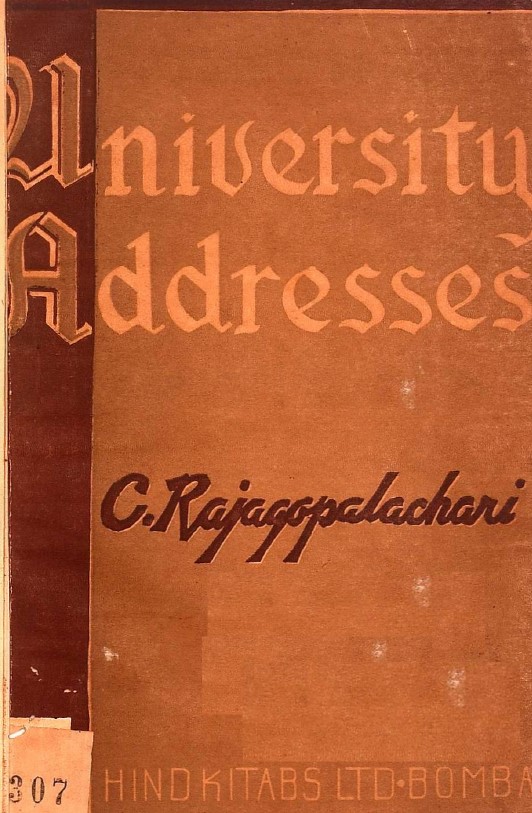 University
Addresses
C. Rajagopalachari
HIND KITABS LTD•BOMBA
307